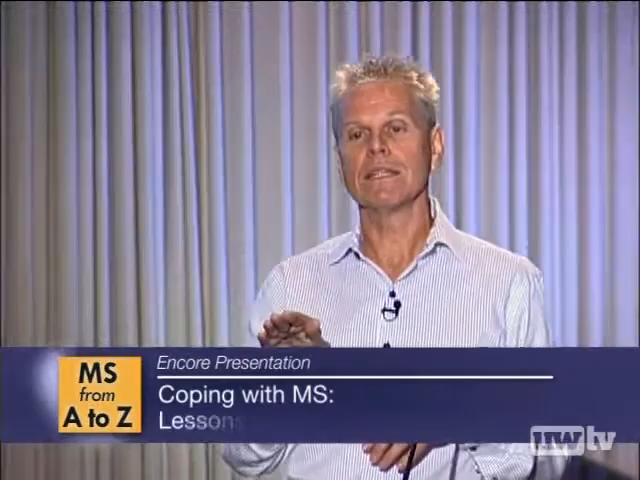 MS
from
A to Z
Encore Presentation
Coping with MS:
Lessons
uwtv